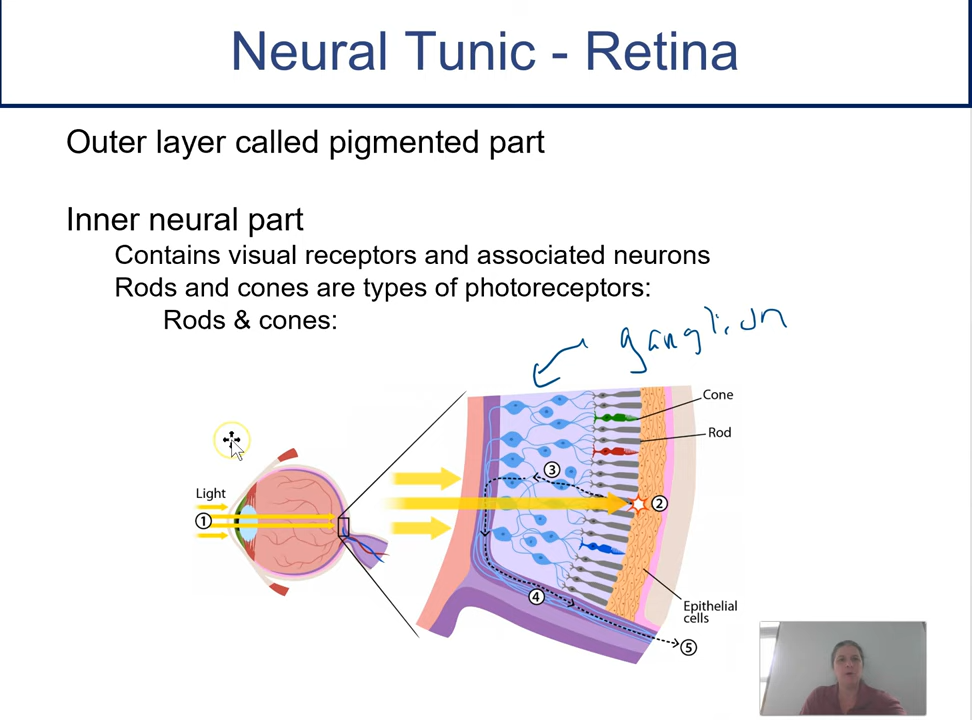 Neural Tunic - Retina
Outer layer called pigmented part
Inner neural part
Contains visual receptors and associated neurons
Rods and cones are types of photoreceptors:
Rods & cones:
ganglion
Cone
Rod
③
②
Light
①
④
Epithelial
cells
⑤